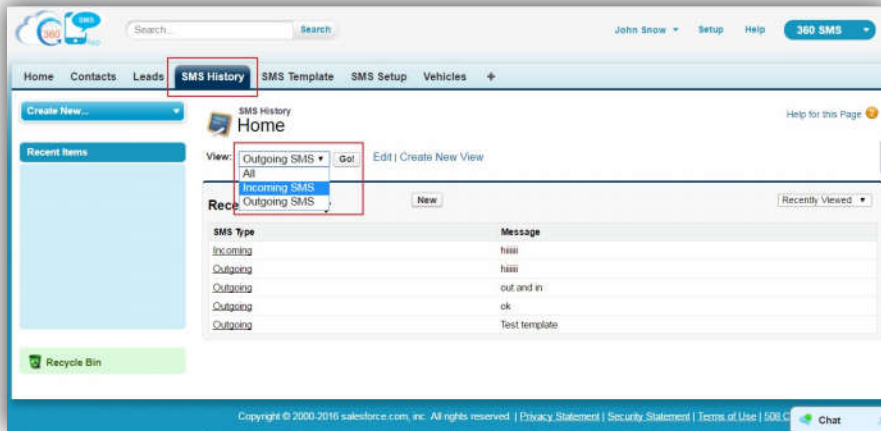 360 SMS
Search... Search John Snow Setup Help 360 SMS
Home Contacts Leads SMS History SMS Template SMS Setup Vehicles +
Create New...
SMS History
Home
Help for this Page
Recent Items
View: Outgoing SMS Go! Edit | Create New View
All
Incoming SMS
Outgoing SMS
Rece New Recently Viewed
SMS Type Message
Incoming hiiiii
Outgoing hiiiii
Outgoing out and in
Outgoing ok
Outgoing Test template
Recycle Bin
Copyright © 2000-2016 salesforce.com, inc. All rights reserved. | Privacy Statement | Security Statement | Terms of Use | 508 C
Chat